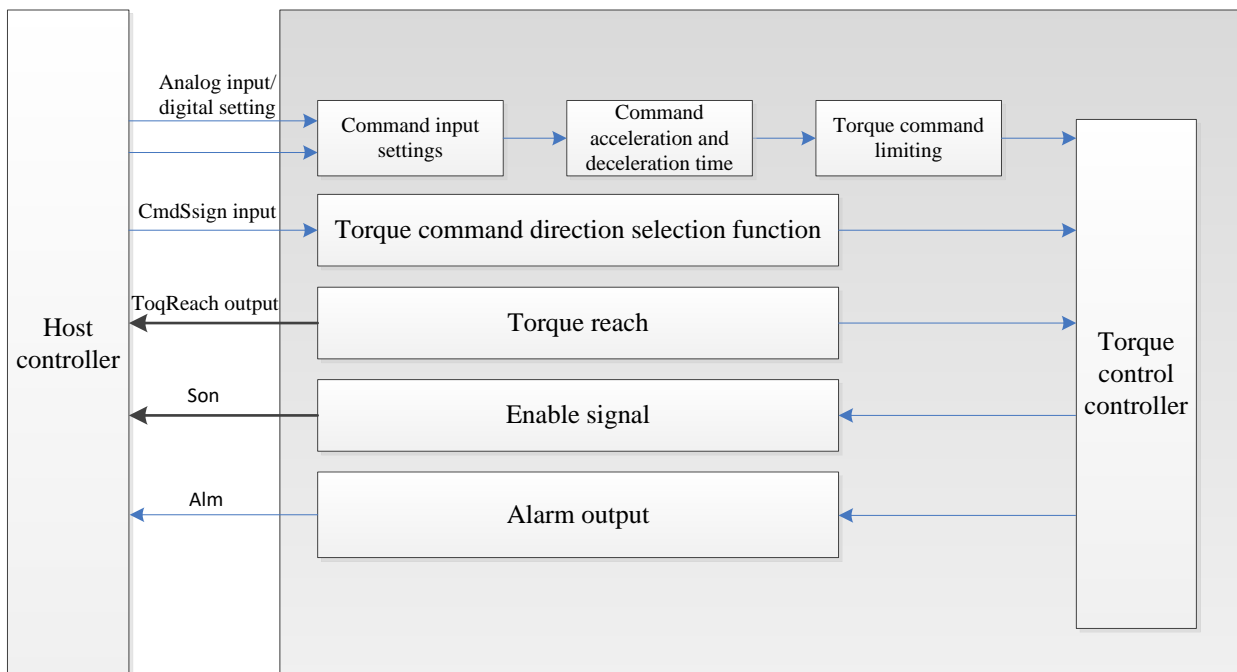 Analog input/
digital setting
Command input
settings
Command
acceleration and
deceleration time
Torque command
limiting
CmdSsign input
Torque command direction selection function
ToqReach output
Torque reach
Host
controller
Torque
control
controller
Son
Enable signal
Alm
Alarm output